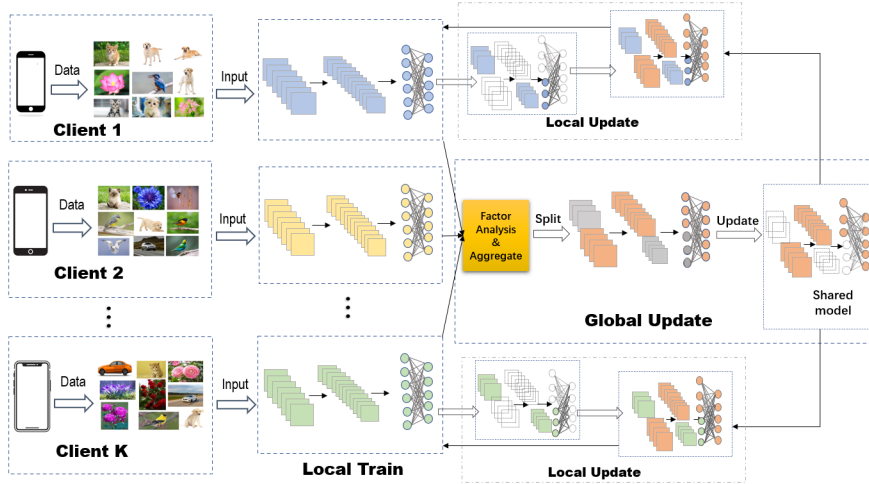 Data
Input
Client 1
Local Update
Data
Input
Client 2
Factor
Analysis
&
Aggregate
Split
Update
Global Update
Shared
model
Data
Input
Client K
Local Train
Local Update